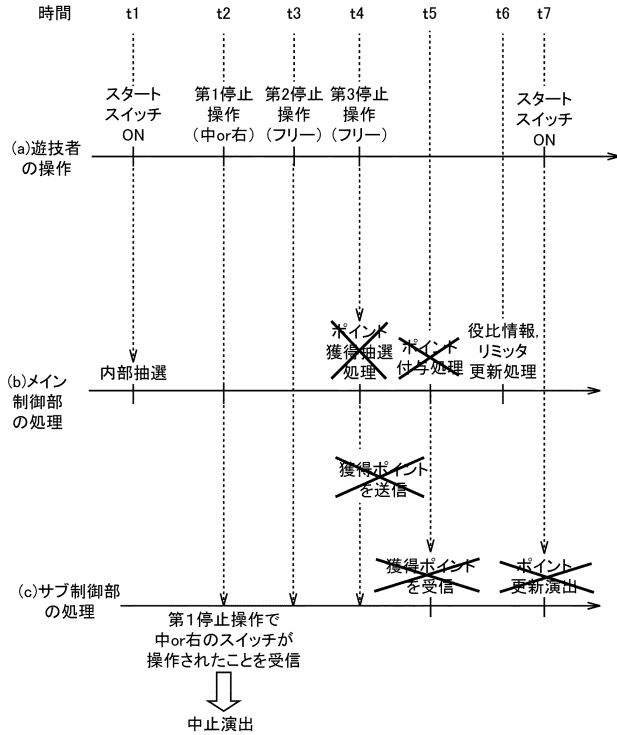 時間 t1 t2 t3 t4 t5 t6 t7
スタート
スイッチ
ON
第1停止
操作
(中or右)
第2停止
操作
(フリー)
第3停止
操作
(フリー)
スタート
スイッチ
ON
(a)遊技者
の操作
内部抽選
ポイント
獲得抽選
処理
ポイント
付与処理
役比情報,
リミッタ
更新処理
(b)メイン
制御部
の処理
獲得ポイント
を送信
獲得ポイント
を受信
ポイント
更新演出
(c)サブ制御部
の処理
第1停止操作で
中or右のスイッチが
操作されたことを受信
中止演出